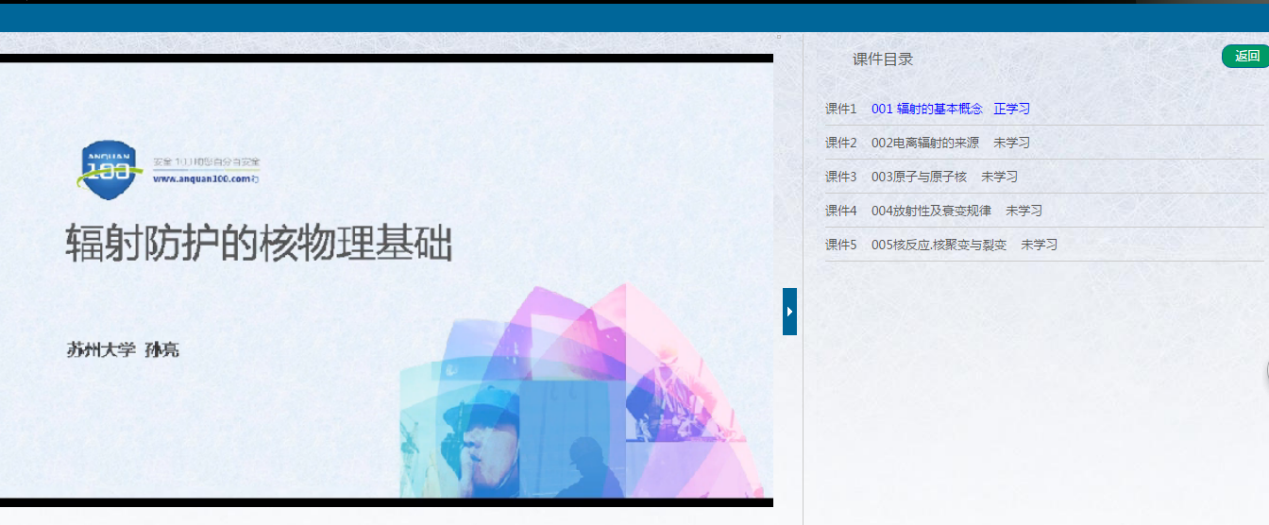 ANQUAN
100
www.anquan100.com
辐射防护的核物理基础
苏州大学 孙亮
课件目录
返回
课件1 001 辐射的基本概念 正学习
课件2 002电离辐射的来源 未学习
课件3 003原子与原子核 未学习
课件4 004放射性及衰变规律 未学习
课件5 005核反应.核聚变与裂变 未学习